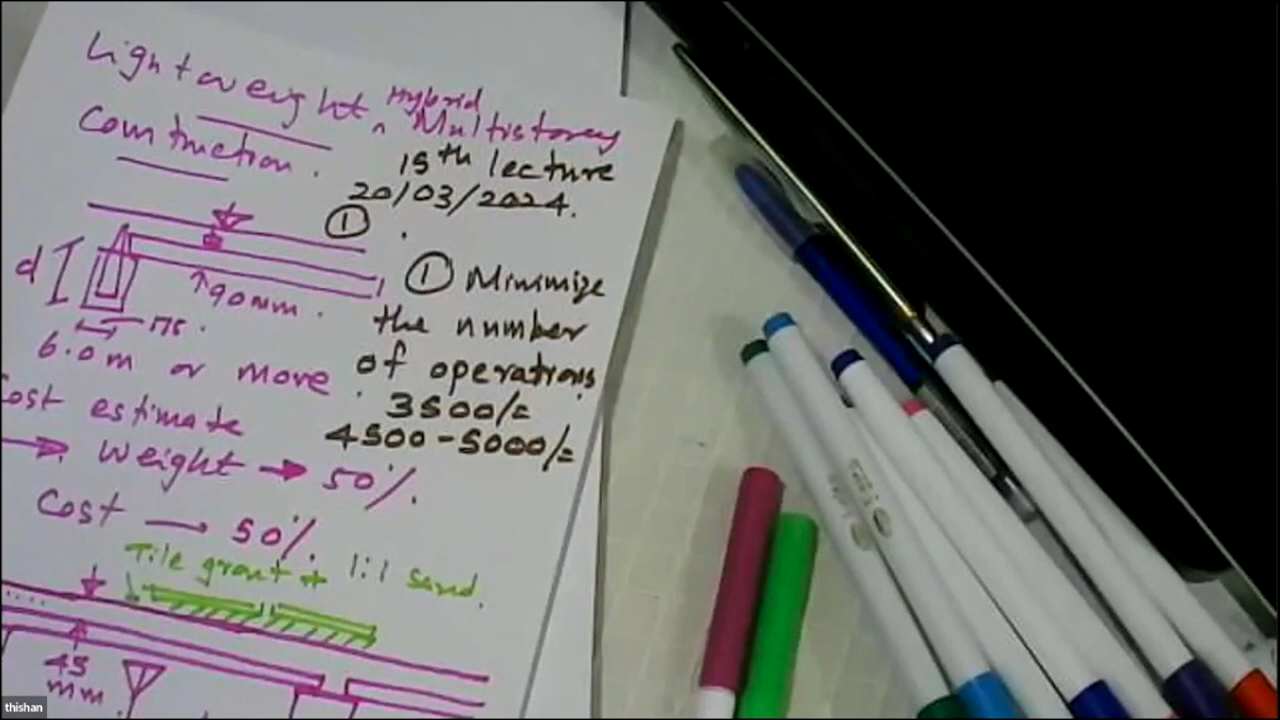 Lightweight Hybrid Multistorey
Construction.
15th lecture
20/03/2024.
①
d
90mm.
175.
6.0m or more
① Minimize
the number
of operations
3500/=
4500-5000/=
Cost estimate
→ Weight → 50%.
Cost → 50%.
Tile grout + 1:1 sand.
45
mm
thishan